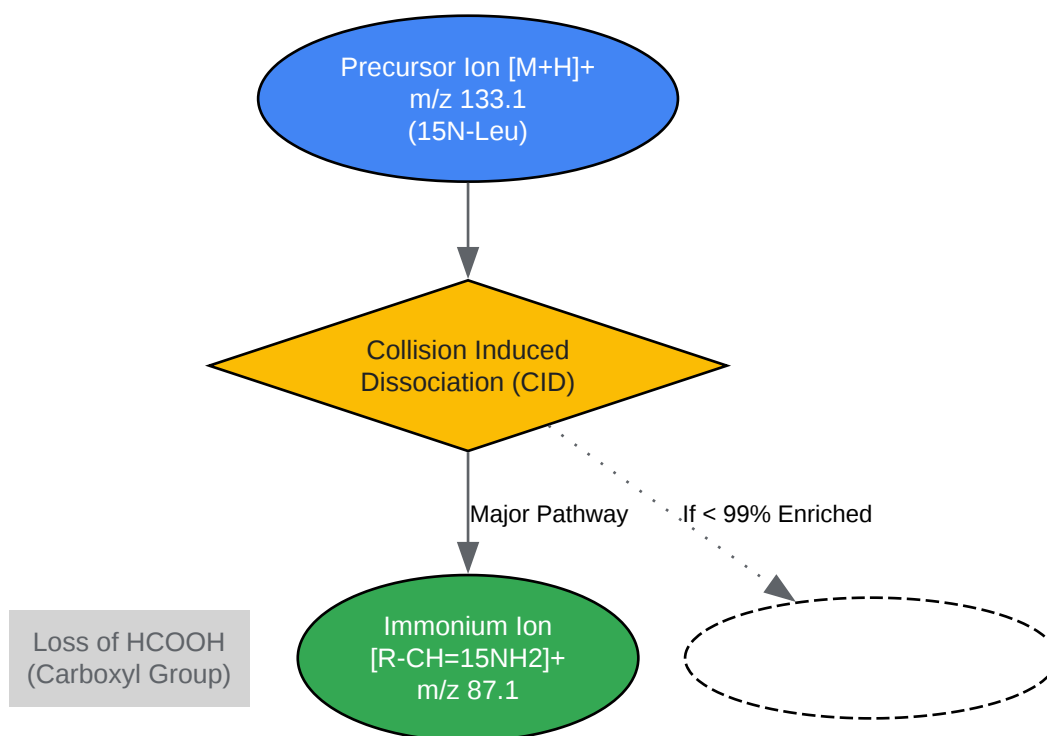 Precursor Ion [M+H]+
m/z 133.1
(15N-Leu)
Collision Induced
Dissociation (CID)
Major Pathway
If < 99% Enriched
Loss of HCOOH
(Carboxyl Group)
Immonium Ion
[R-CH=15NH2]+
m/z 87.1